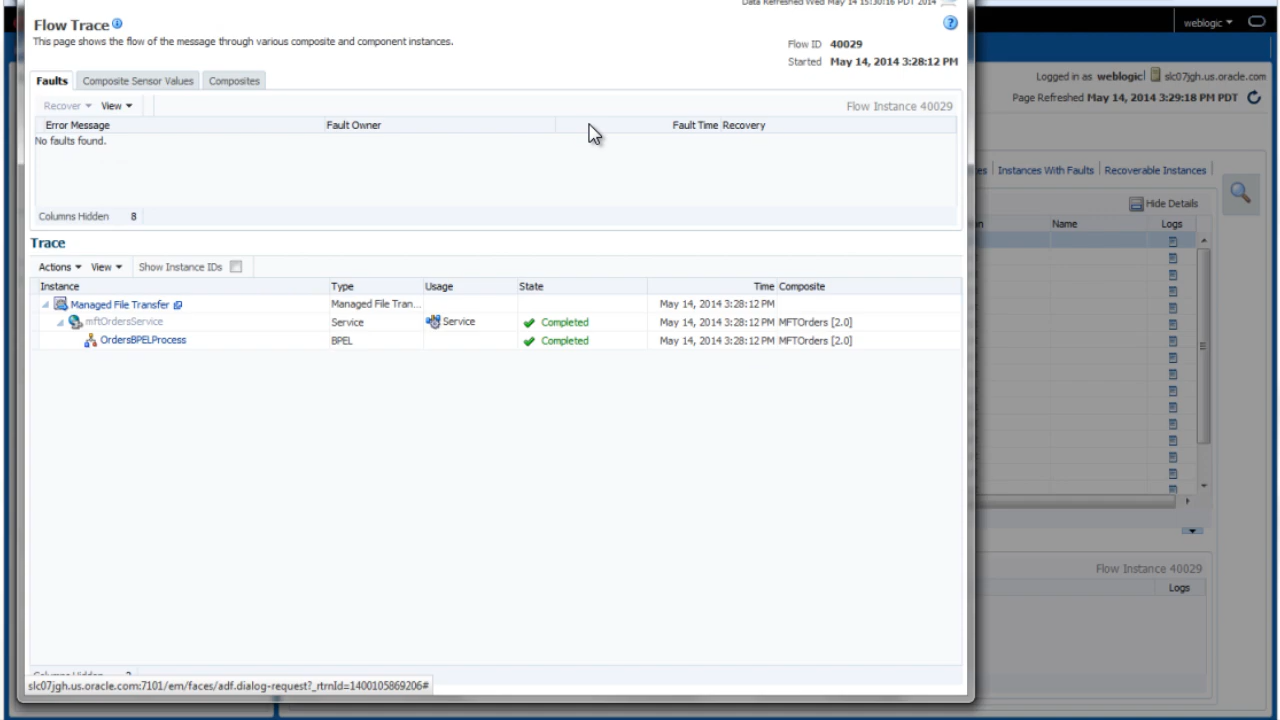 Data Refreshed Wed May 14 15:30:16 PDT 2014
Flow Trace
This page shows the flow of the message through various composite and component instances.
Flow ID 40029
Started May 14, 2014 3:28:12 PM
Faults Composite Sensor Values Composites
Recover View Flow Instance 40029
Error Message Fault Owner Fault Time Recovery
No faults found.
Columns Hidden 8
Trace
Actions View Show Instance IDs
Instance Type Usage State Time Composite
Managed File Transfer Managed File Tran... May 14, 2014 3:28:12 PM
mftOrdersService Service Service Completed May 14, 2014 3:28:12 PM MFTOrders [2.0]
OrdersBPELProcess BPEL Completed May 14, 2014 3:28:12 PM MFTOrders [2.0]
Columns Hidden
slc07jgh.us.oracle.com:7101/em/faces/adf.dialog-request?_rtrnId=1400105869206#
weblogic
Logged in as weblogic slc07jgh.us.oracle.com
Page Refreshed May 14, 2014 3:29:18 PM PDT
Instances With Faults Recoverable Instances
Hide Details
Name Logs
Flow Instance 40029
Logs